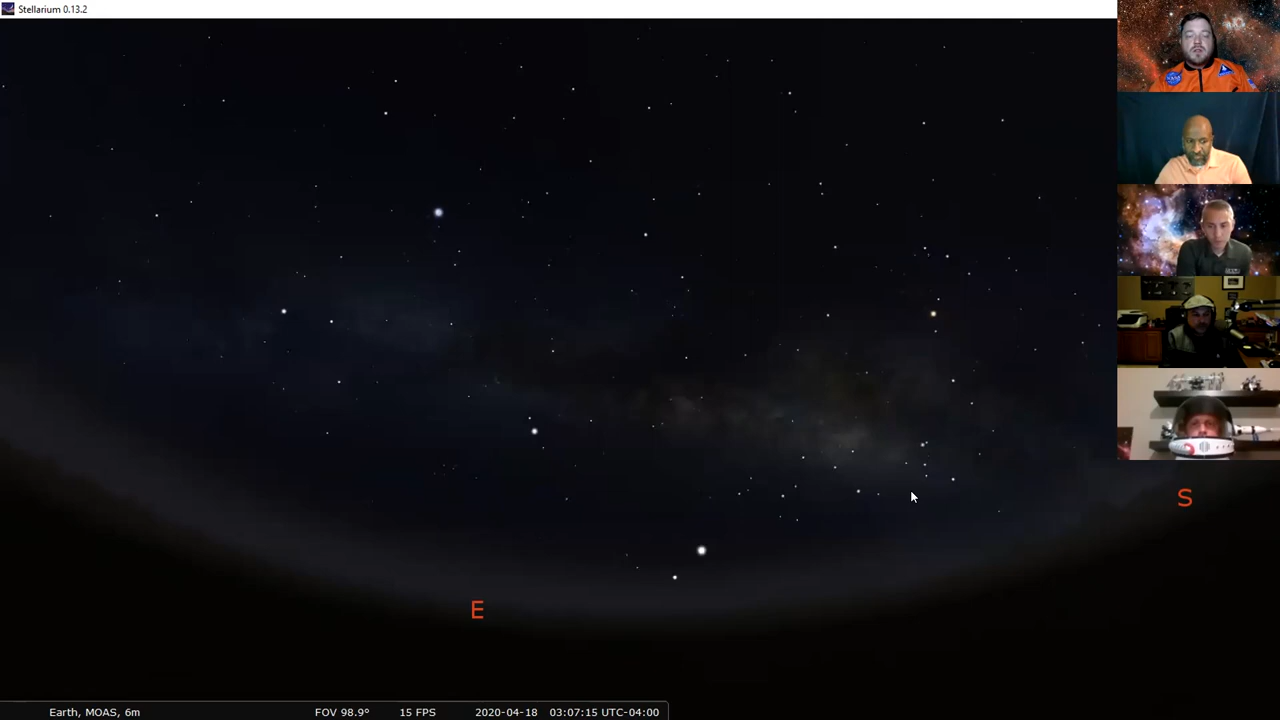 Stellarium 0.13.2
S
E
Earth, MOAS, 6m FOV 98.9° 15 FPS 2020-04-18 03:07:15 UTC-04:00